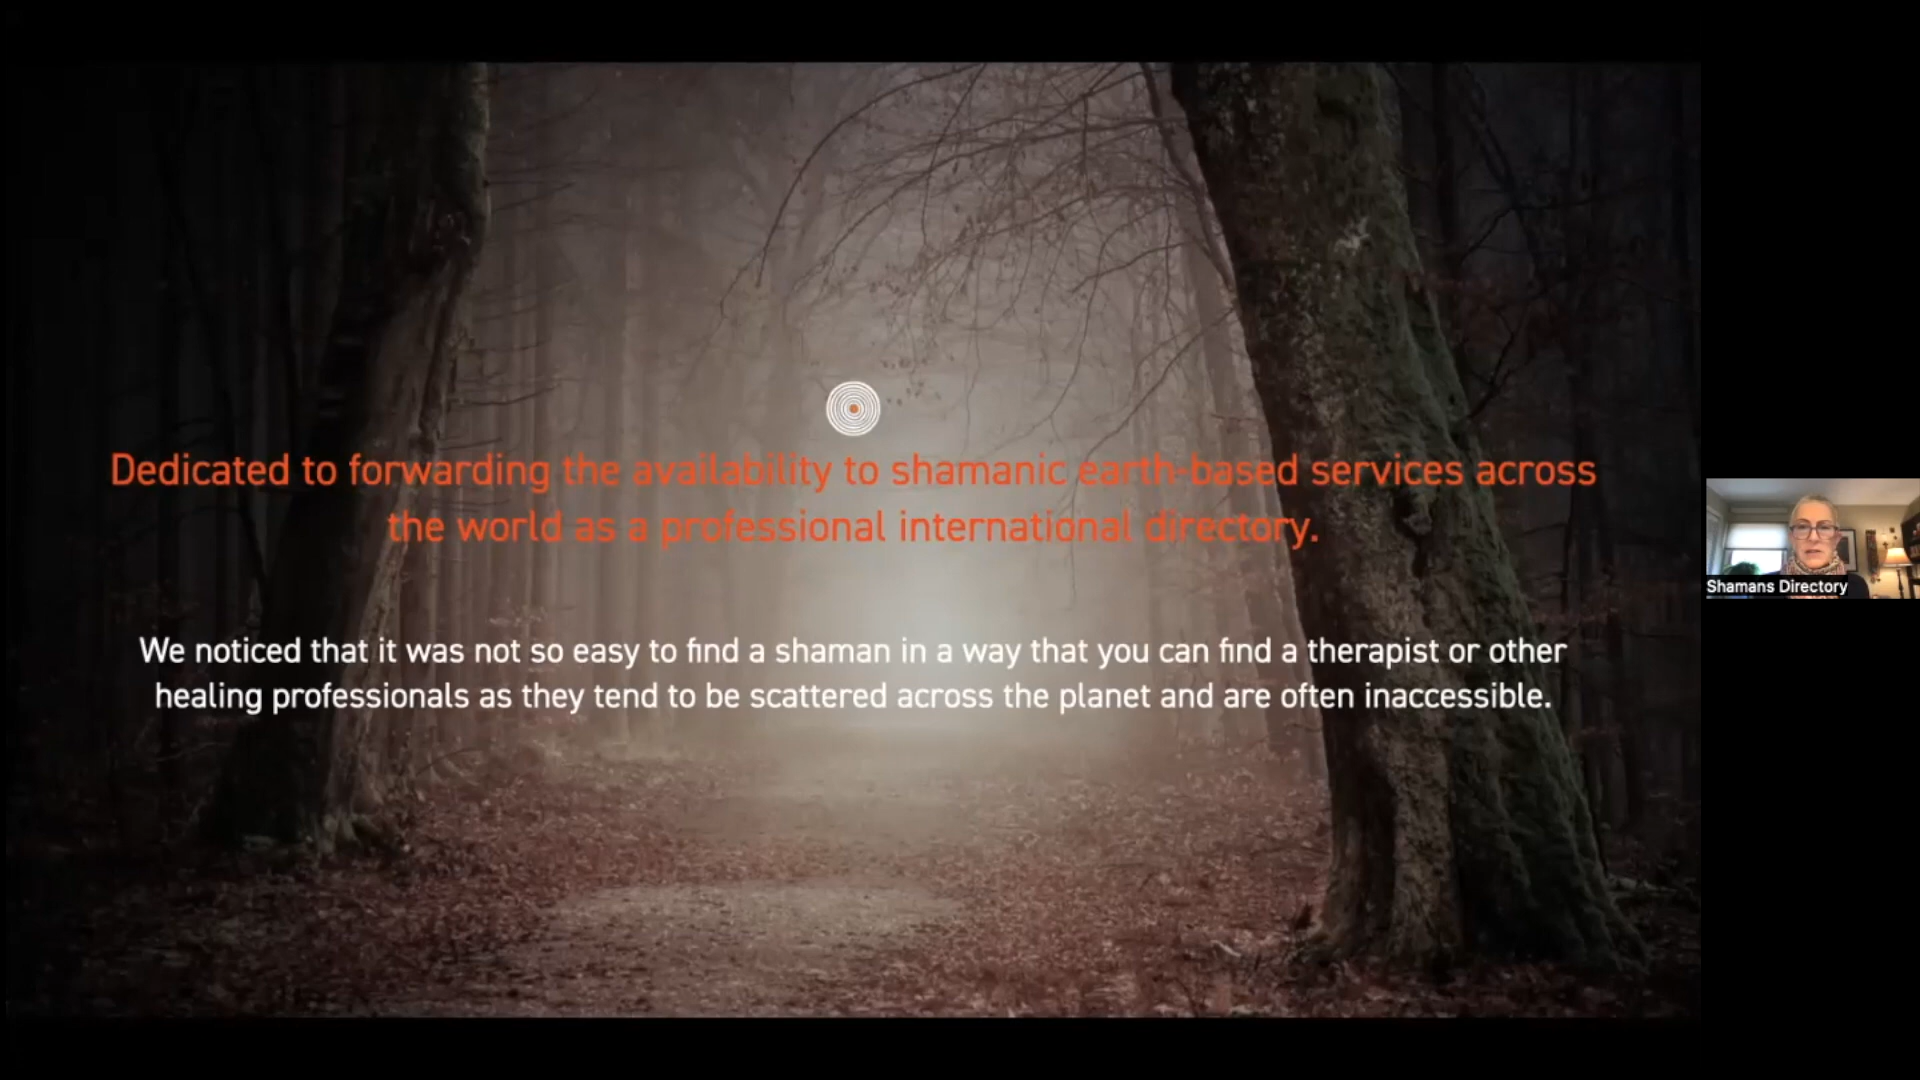 Dedicated to forwarding the availability to shamanic earth-based services across
the world as a professional international directory.
We noticed that it was not so easy to find a shaman in a way that you can find a therapist or other
healing professionals as they tend to be scattered across the planet and are often inaccessible.
Shamans Directory